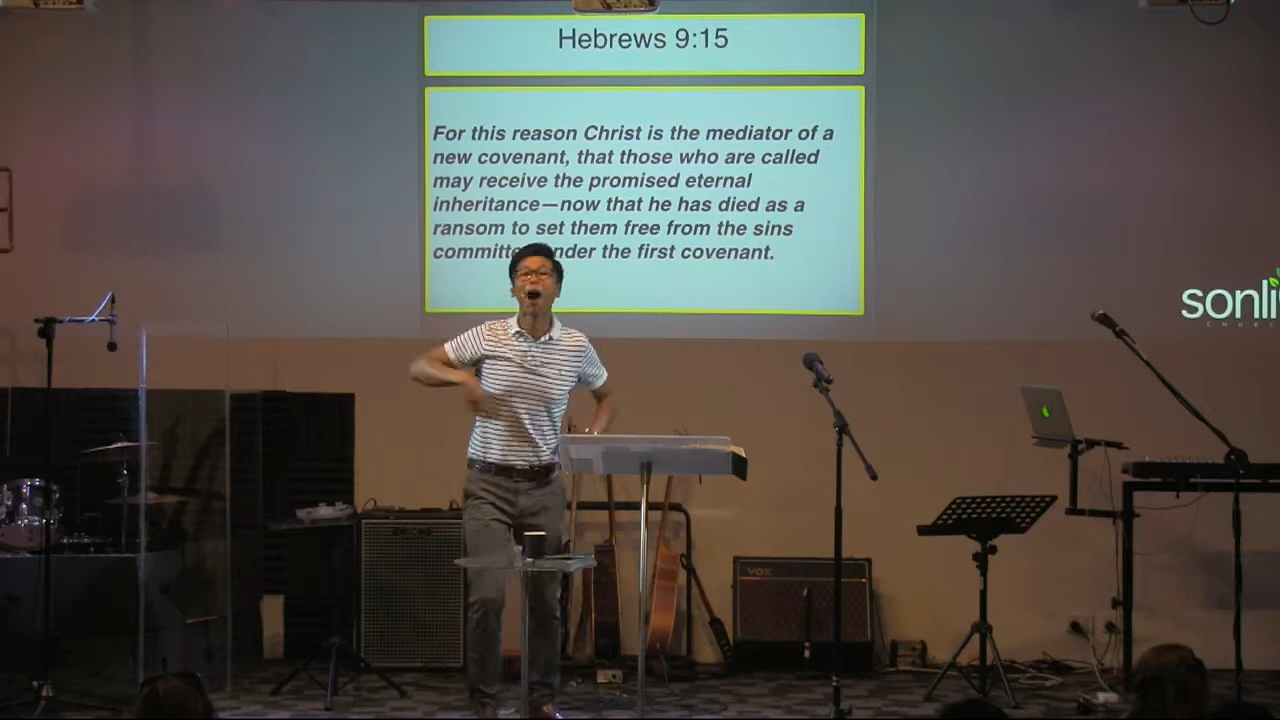 Hebrews 9:15
For this reason Christ is the mediator of a
new covenant, that those who are called
may receive the promised eternal
inheritance—now that he has died as a
ransom to set them free from the sins
under the first covenant.
VOX